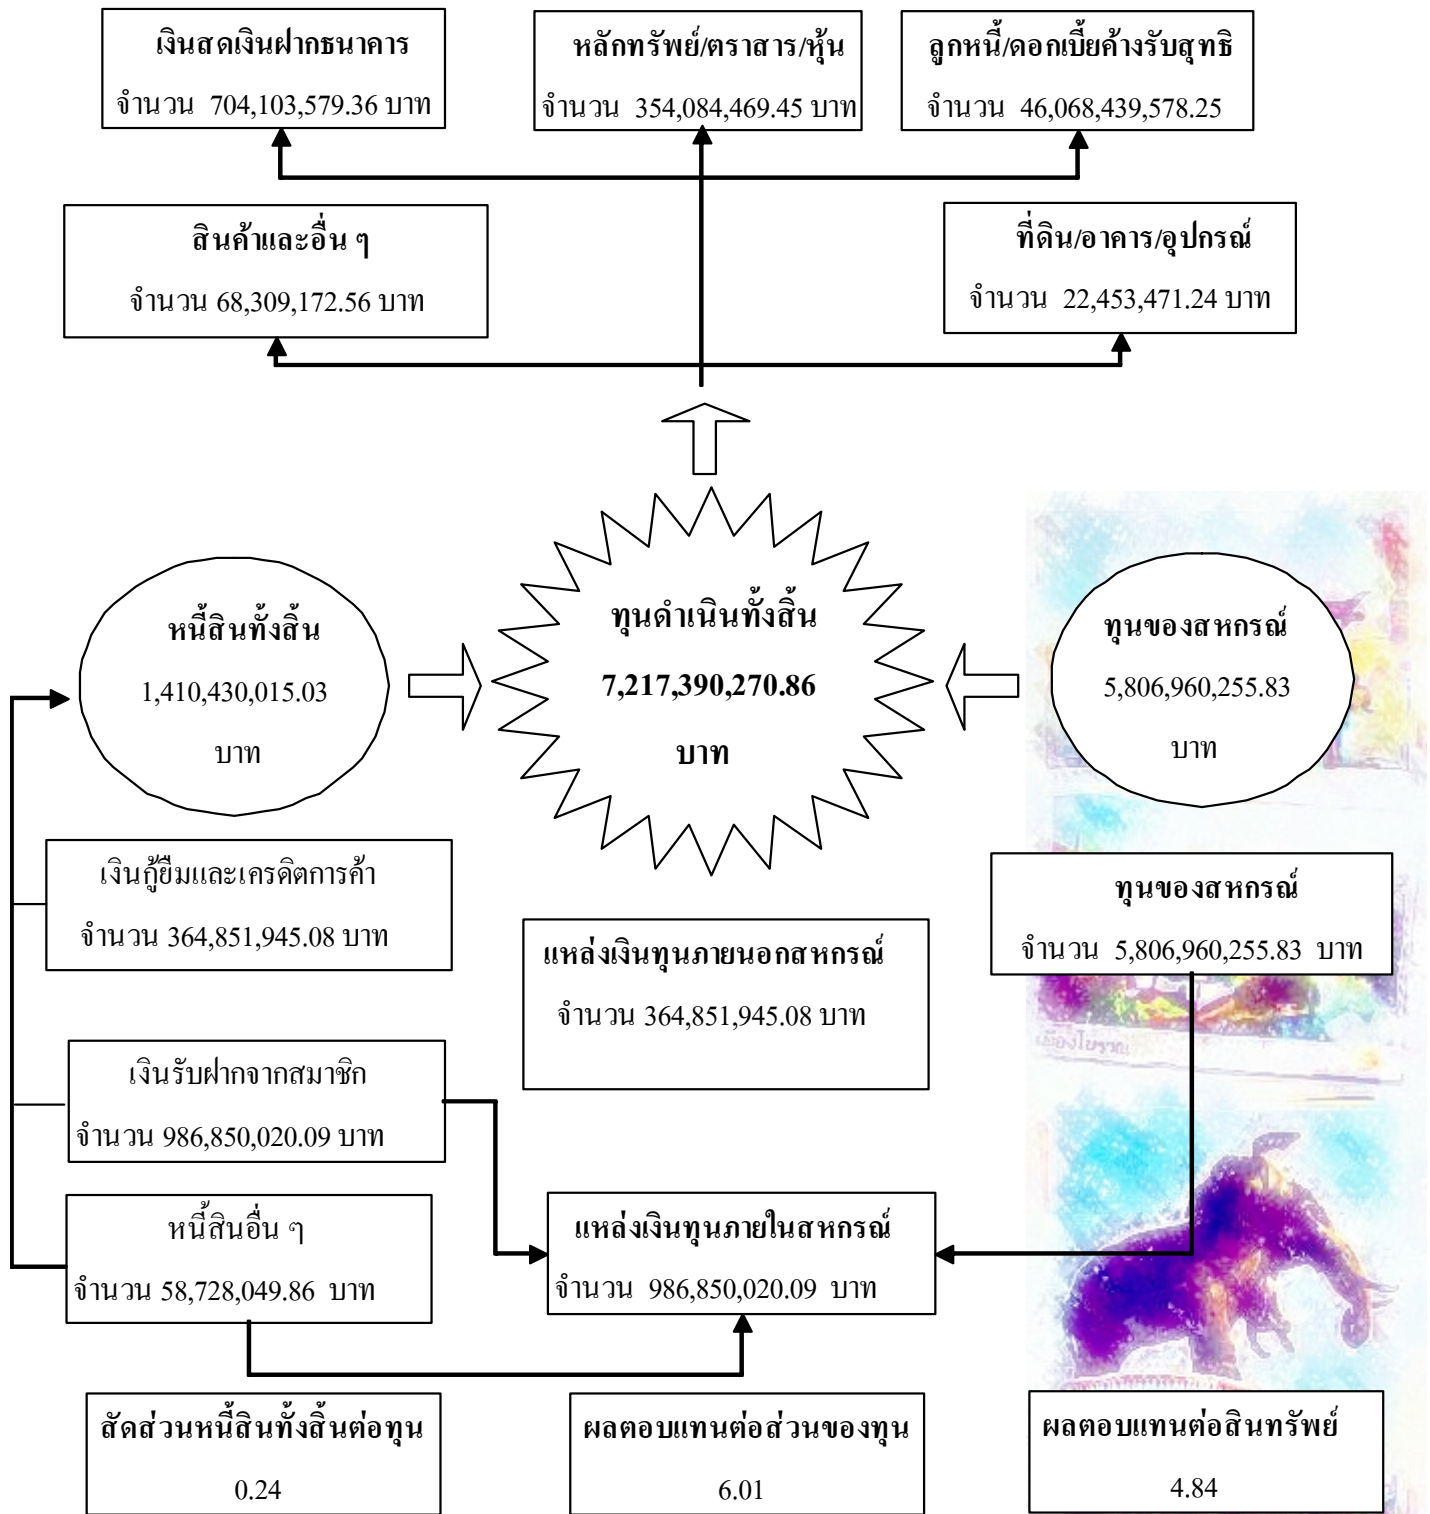 เงินสดเงินฝากธนาคาร
จำนวน 704,103,579.36 บาท
หลักทรัพย์/ตราสาร/หุ้น
จำนวน 354,084,469.45 บาท
ลูกหนี้/ดอกเบี้ยค้างรับสุทธิ
จำนวน 46,068,439,578.25
สินค้าและอื่น ๆ
จำนวน 68,309,172.56 บาท
ที่ดิน/อาคาร/อุปกรณ์
จำนวน 22,453,471.24 บาท
หนี้สินทั้งสิ้น
1,410,430,015.03
บาท
ทุนดำเนินทั้งสิ้น
7,217,390,270.86
บาท
ทุนของสหกรณ์
5,806,960,255.83
บาท
เงินกู้ยืมและเครดิตการค้า
จำนวน 364,851,945.08 บาท
แหล่งเงินทุนภายนอกสหกรณ์
จำนวน 364,851,945.08 บาท
ทุนของสหกรณ์
จำนวน 5,806,960,255.83 บาท
เงินรับฝากจากสมาชิก
จำนวน 986,850,020.09 บาท
หนี้สินอื่น ๆ
จำนวน 58,728,049.86 บาท
แหล่งเงินทุนภายในสหกรณ์
จำนวน 986,850,020.09 บาท
สัดส่วนหนี้สินทั้งสิ้นต่อทุน
0.24
ผลตอบแทนต่อส่วนของทุน
6.01
ผลตอบแทนต่อสินทรัพย์
4.84